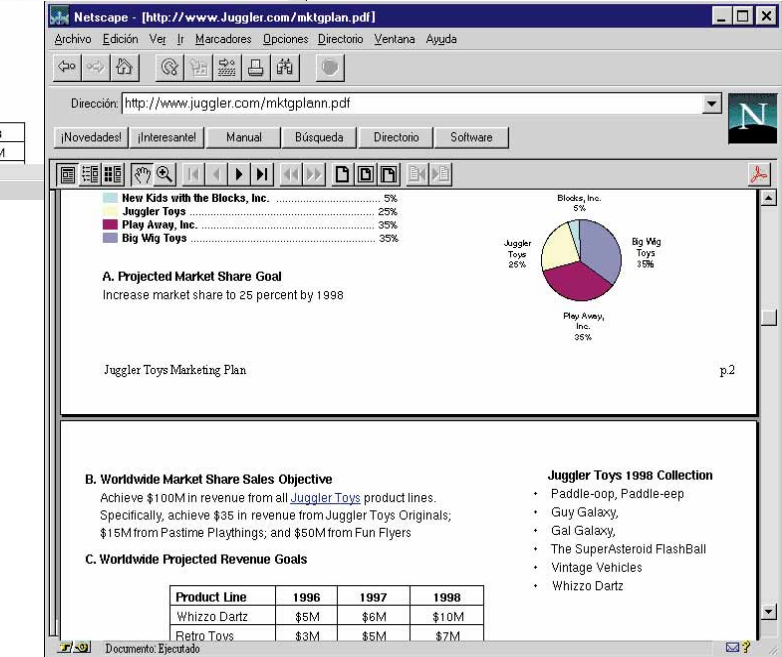 Netscape - [http://www.Juggler.com/mktgplan.pdf]
Archivo Edición Ver Ir Marcadores Opciones Directorio Ventana Ayuda
Dirección: http://www.juggler.com/mktgplann.pdf
N
¡Novedades! ¡Interesante! Manual Búsqueda Directorio Software
New Kids with the Blocks, Inc. ................................ 5%
Juggler Toys ......................................................... 25%
Play Away, Inc. ...................................................... 35%
Big Wig Toys ......................................................... 35%
Blocks, Inc.
5%
Juggler
Toys
25%
Big Wig
Toys
35%
Play Away,
Inc.
35%
A. Projected Market Share Goal
Increase market share to 25 percent by 1998
Juggler Toys Marketing Plan p.2
B. Worldwide Market Share Sales Objective
Achieve $100M in revenue from all Juggler Toys product lines.
Specifically, achieve $35 in revenue from Juggler Toys Originals;
$15M from Pastime Playthings; and $50M from Fun Flyers
C. Worldwide Projected Revenue Goals
Product Line 1996 1997 1998
Whizzo Dartz $5M $6M $10M
Retro Toys $3M $5M $7M
Juggler Toys 1998 Collection
• Paddle-oop, Paddle-eep
• Guy Galaxy,
• Gal Galaxy,
• The SuperAsteroid FlashBall
• Vintage Vehicles
• Whizzo Dartz
Documento: Ejecutado